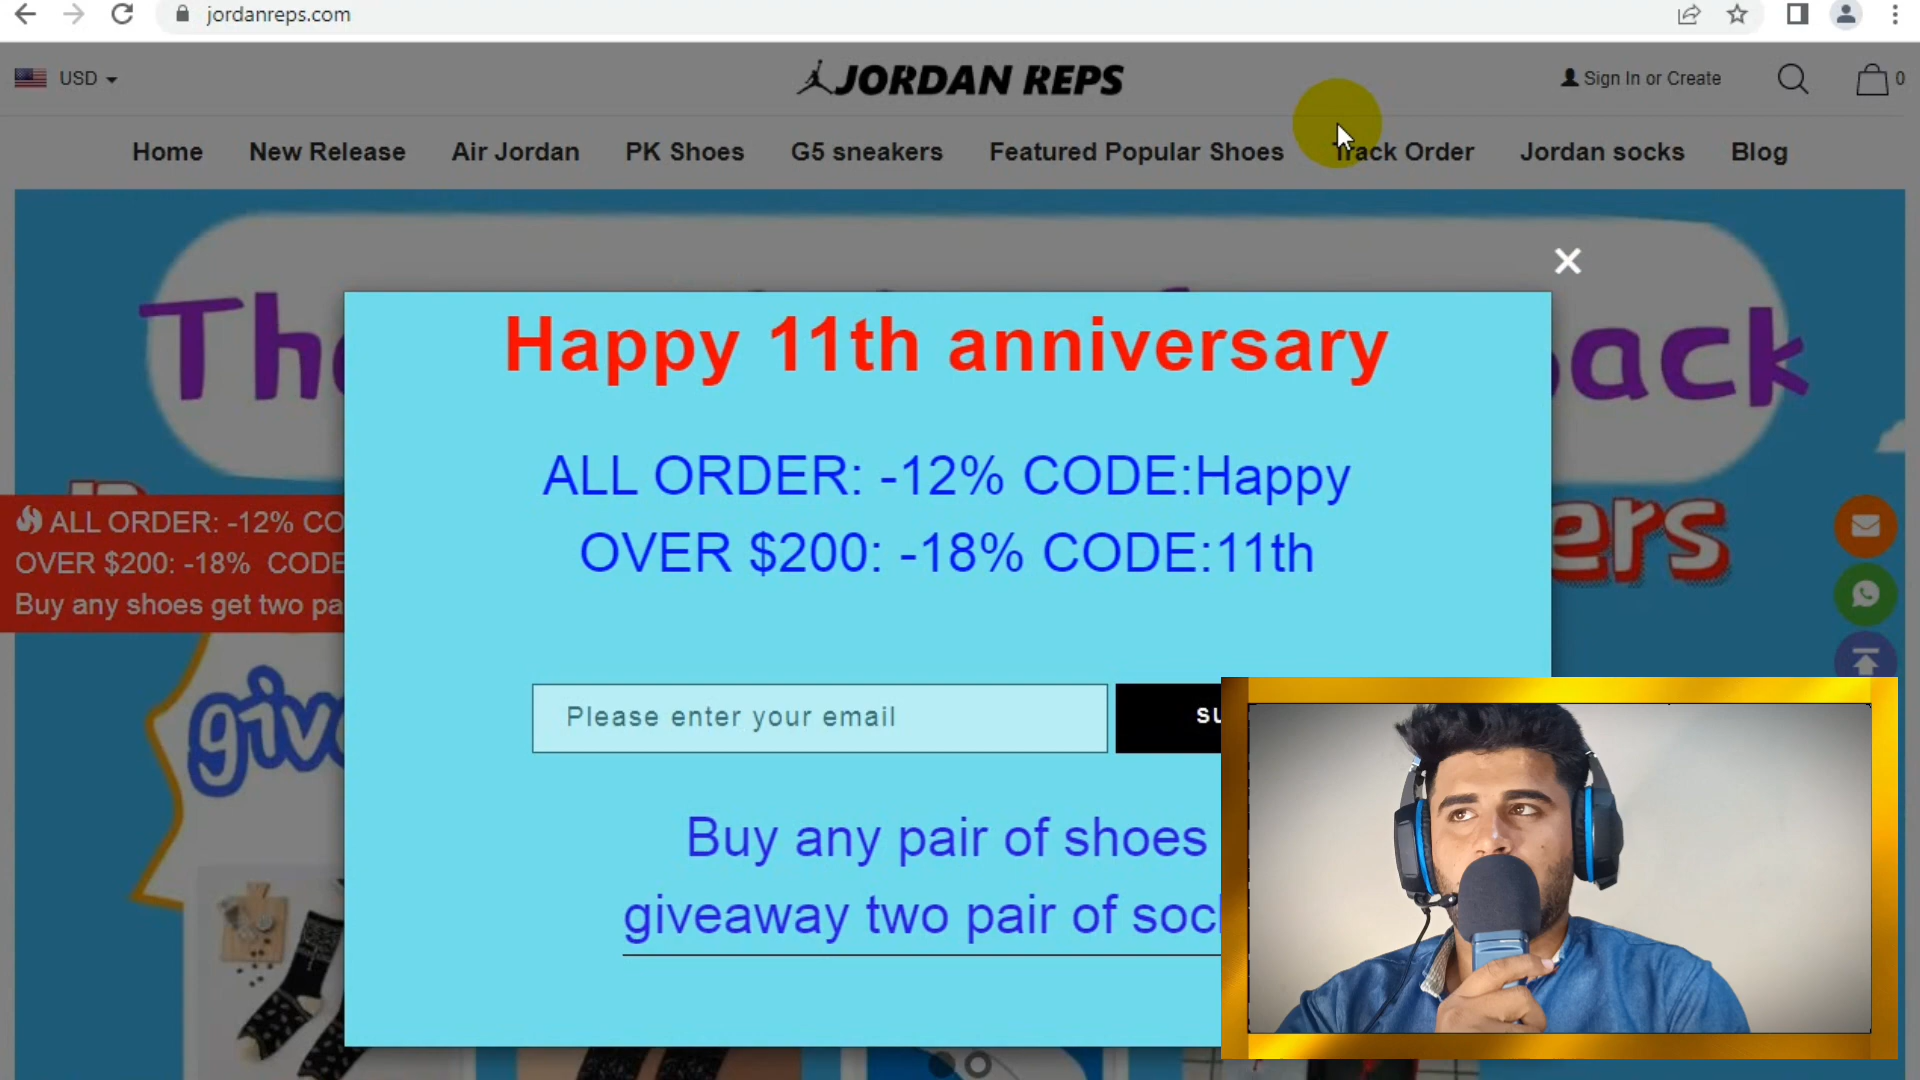 jordanreps.com
USD
JORDAN REPS
Sign In or Create
0
Home New Release Air Jordan PK Shoes G5 sneakers Featured Popular Shoes Track Order Jordan socks Blog
Happy 11th anniversary
ALL ORDER: -12% CODE:Happy
OVER $200: -18% CODE:11th
ALL ORDER: -12%
OVER $200: -18% CODE
Buy any shoes get two
Please enter your email
Buy any pair of shoes
giveaway two pair of